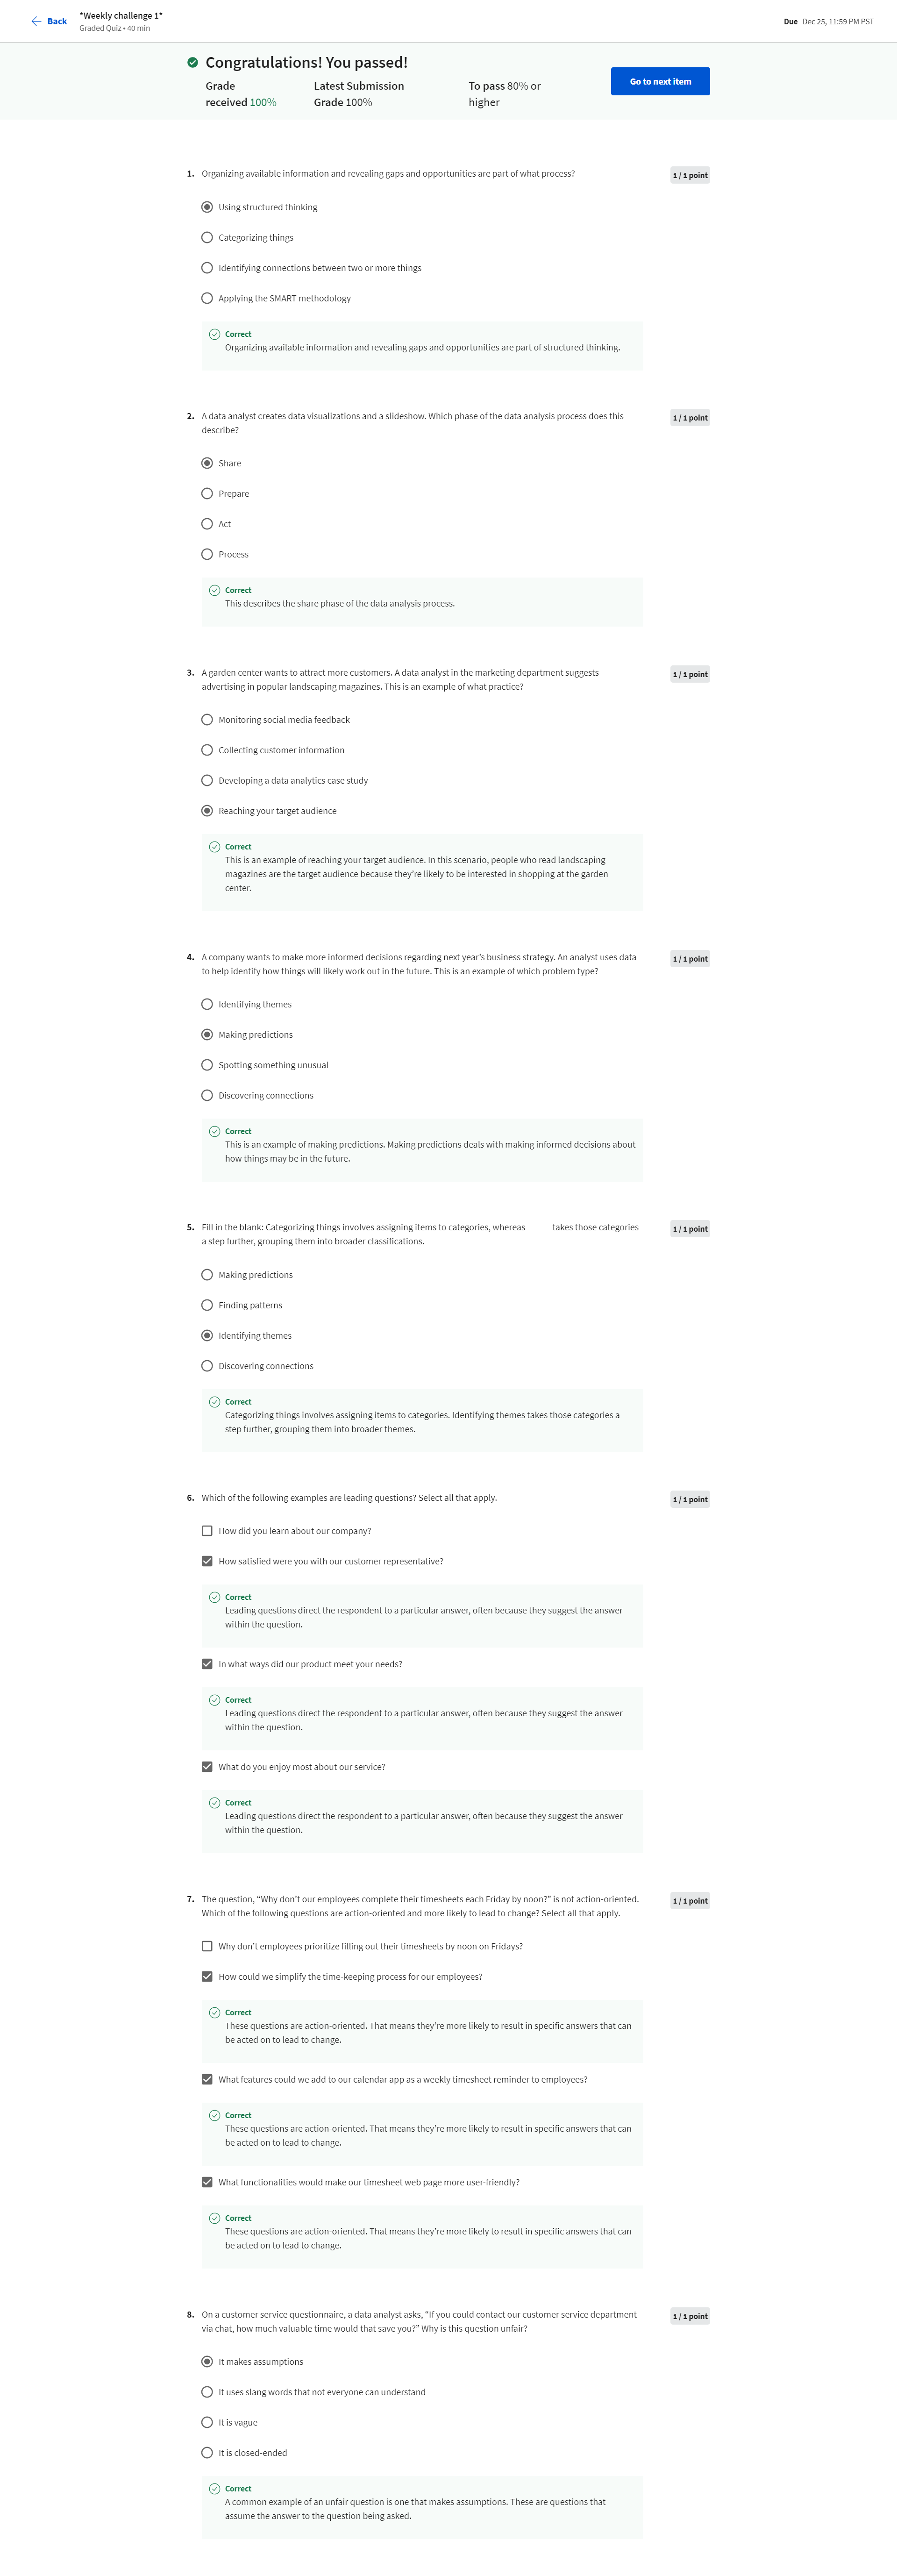 Back
*Weekly challenge 1*
Graded Quiz • 40 min
Due Dec 25, 11:59 PM PST
Congratulations! You passed!
Grade
received 100%
Latest Submission
Grade 100%
To pass 80% or
higher
Go to next item
1. Organizing available information and revealing gaps and opportunities are part of what process?
1 / 1 point
Using structured thinking
Categorizing things
Identifying connections between two or more things
Applying the SMART methodology
Correct
Organizing available information and revealing gaps and opportunities are part of structured thinking.
2. A data analyst creates data visualizations and a slideshow. Which phase of the data analysis process does this
describe?
1 / 1 point
Share
Prepare
Act
Process
Correct
This describes the share phase of the data analysis process.
3. A garden center wants to attract more customers. A data analyst in the marketing department suggests
advertising in popular landscaping magazines. This is an example of what practice?
1 / 1 point
Monitoring social media feedback
Collecting customer information
Developing a data analytics case study
Reaching your target audience
Correct
This is an example of reaching your target audience. In this scenario, people who read landscaping
magazines are the target audience because they're likely to be interested in shopping at the garden
center.
4. A company wants to make more informed decisions regarding next year's business strategy. An analyst uses data
to help identify how things will likely work out in the future. This is an example of which problem type?
1 / 1 point
Identifying themes
Making predictions
Spotting something unusual
Discovering connections
Correct
This is an example of making predictions. Making predictions deals with making informed decisions about
how things may be in the future.
5. Fill in the blank: Categorizing things involves assigning items to categories, whereas _____ takes those categories
a step further, grouping them into broader classifications.
1 / 1 point
Making predictions
Finding patterns
Identifying themes
Discovering connections
Correct
Categorizing things involves assigning items to categories. Identifying themes takes those categories a
step further, grouping them into broader themes.
6. Which of the following examples are leading questions? Select all that apply.
1 / 1 point
How did you learn about our company?
How satisfied were you with our customer representative?
Correct
Leading questions direct the respondent to a particular answer, often because they suggest the answer
within the question.
In what ways did our product meet your needs?
Correct
Leading questions direct the respondent to a particular answer, often because they suggest the answer
within the question.
What do you enjoy most about our service?
Correct
Leading questions direct the respondent to a particular answer, often because they suggest the answer
within the question.
7. The question, “Why don't our employees complete their timesheets each Friday by noon?” is not action-oriented.
Which of the following questions are action-oriented and more likely to lead to change? Select all that apply.
1 / 1 point
Why don't employees prioritize filling out their timesheets by noon on Fridays?
How could we simplify the time-keeping process for our employees?
Correct
These questions are action-oriented. That means they're more likely to result in specific answers that can
be acted on to lead to change.
What features could we add to our calendar app as a weekly timesheet reminder to employees?
Correct
These questions are action-oriented. That means they're more likely to result in specific answers that can
be acted on to lead to change.
What functionalities would make our timesheet web page more user-friendly?
Correct
These questions are action-oriented. That means they're more likely to result in specific answers that can
be acted on to lead to change.
8. On a customer service questionnaire, a data analyst asks, “If you could contact our customer service department
via chat, how much valuable time would that save you?” Why is this question unfair?
1 / 1 point
It makes assumptions
It uses slang words that not everyone can understand
It is vague
It is closed-ended
Correct
A common example of an unfair question is one that makes assumptions. These are questions that
assume the answer to the question being asked.